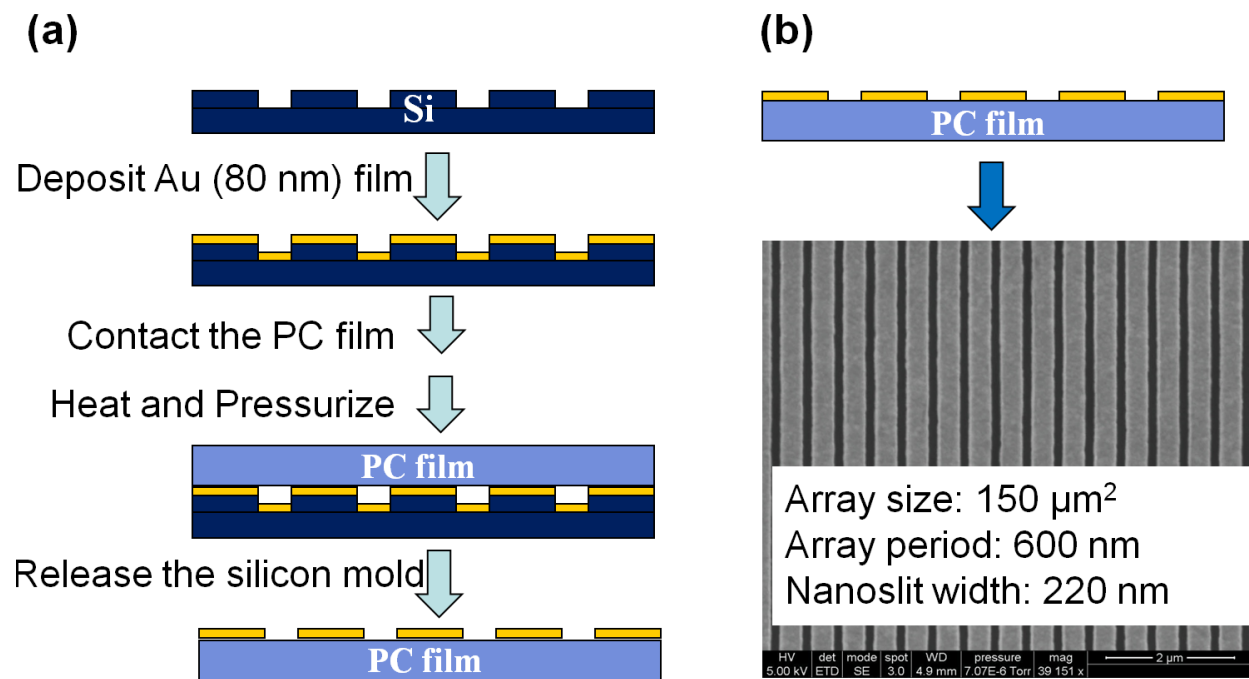 (a)
Si
Deposit Au (80 nm) film
Contact the PC film
Heat and Pressurize
PC film
Release the silicon mold
PC film
(b)
PC film
Array size: 150 µm²
Array period: 600 nm
Nanoslit width: 220 nm
HV det mode spot WD pressure mag 2 µm
5.00 kV ETD SE 3.0 4.9 mm 7.07E-6 Torr 39 151 x